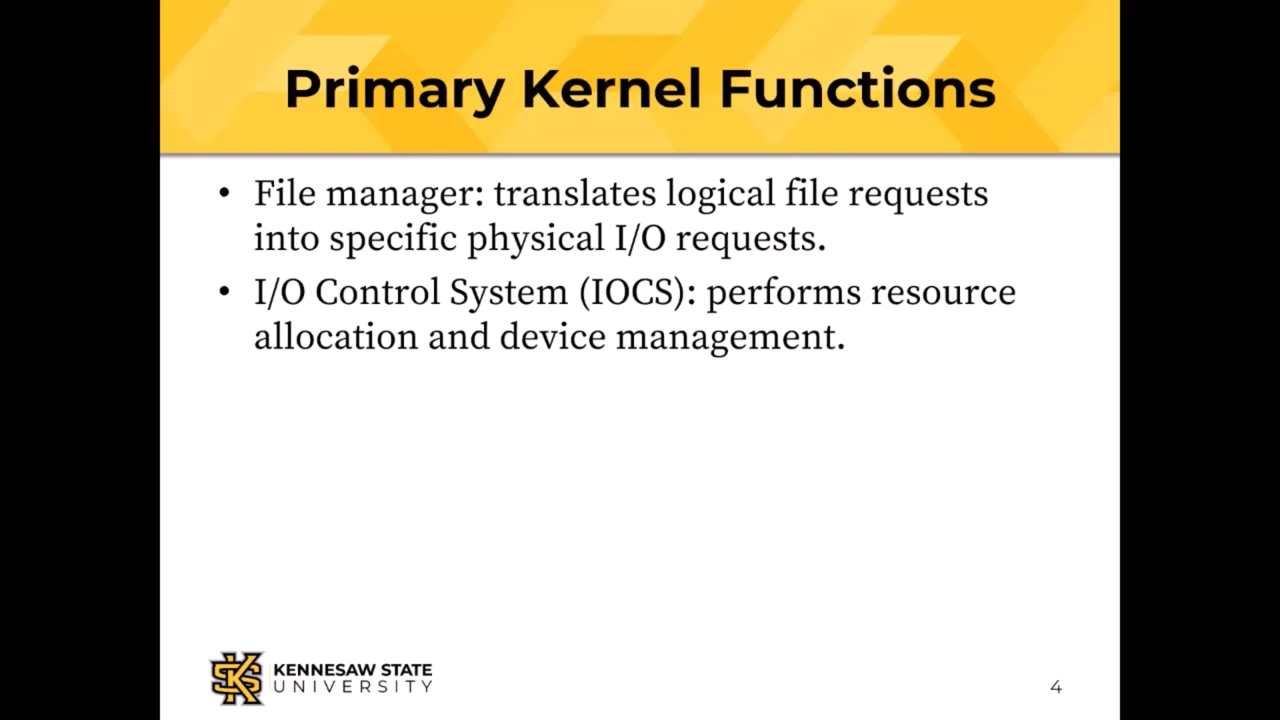 Primary Kernel Functions
• File manager: translates logical file requests
into specific physical I/O requests.
• I/O Control System (IOCS): performs resource
allocation and device management.
KS
KENNESAW STATE
UNIVERSITY
4